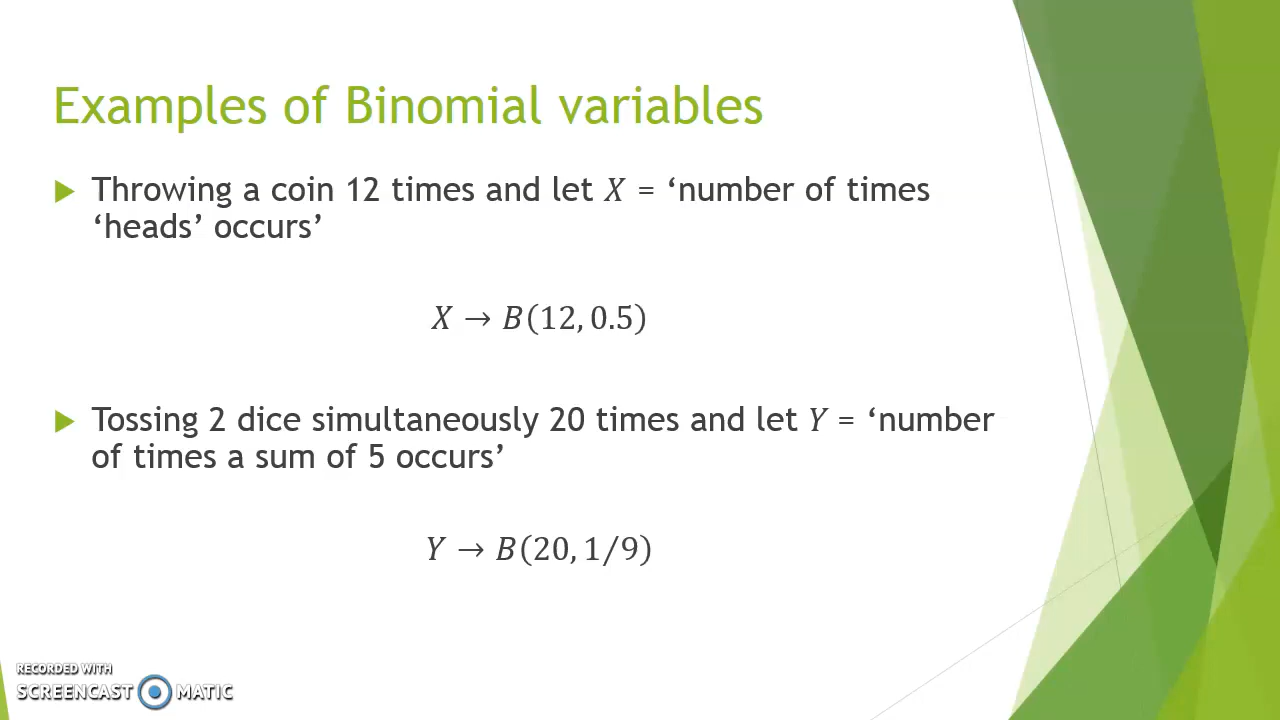 Examples of Binomial variables
Throwing a coin 12 times and let X = ‘number of times
‘heads’ occurs’
X → B(12, 0.5)
Tossing 2 dice simultaneously 20 times and let Y = ‘number
of times a sum of 5 occurs’
Y → B(20, 1/9)
RECORDED WITH
SCREENCAST MATIC